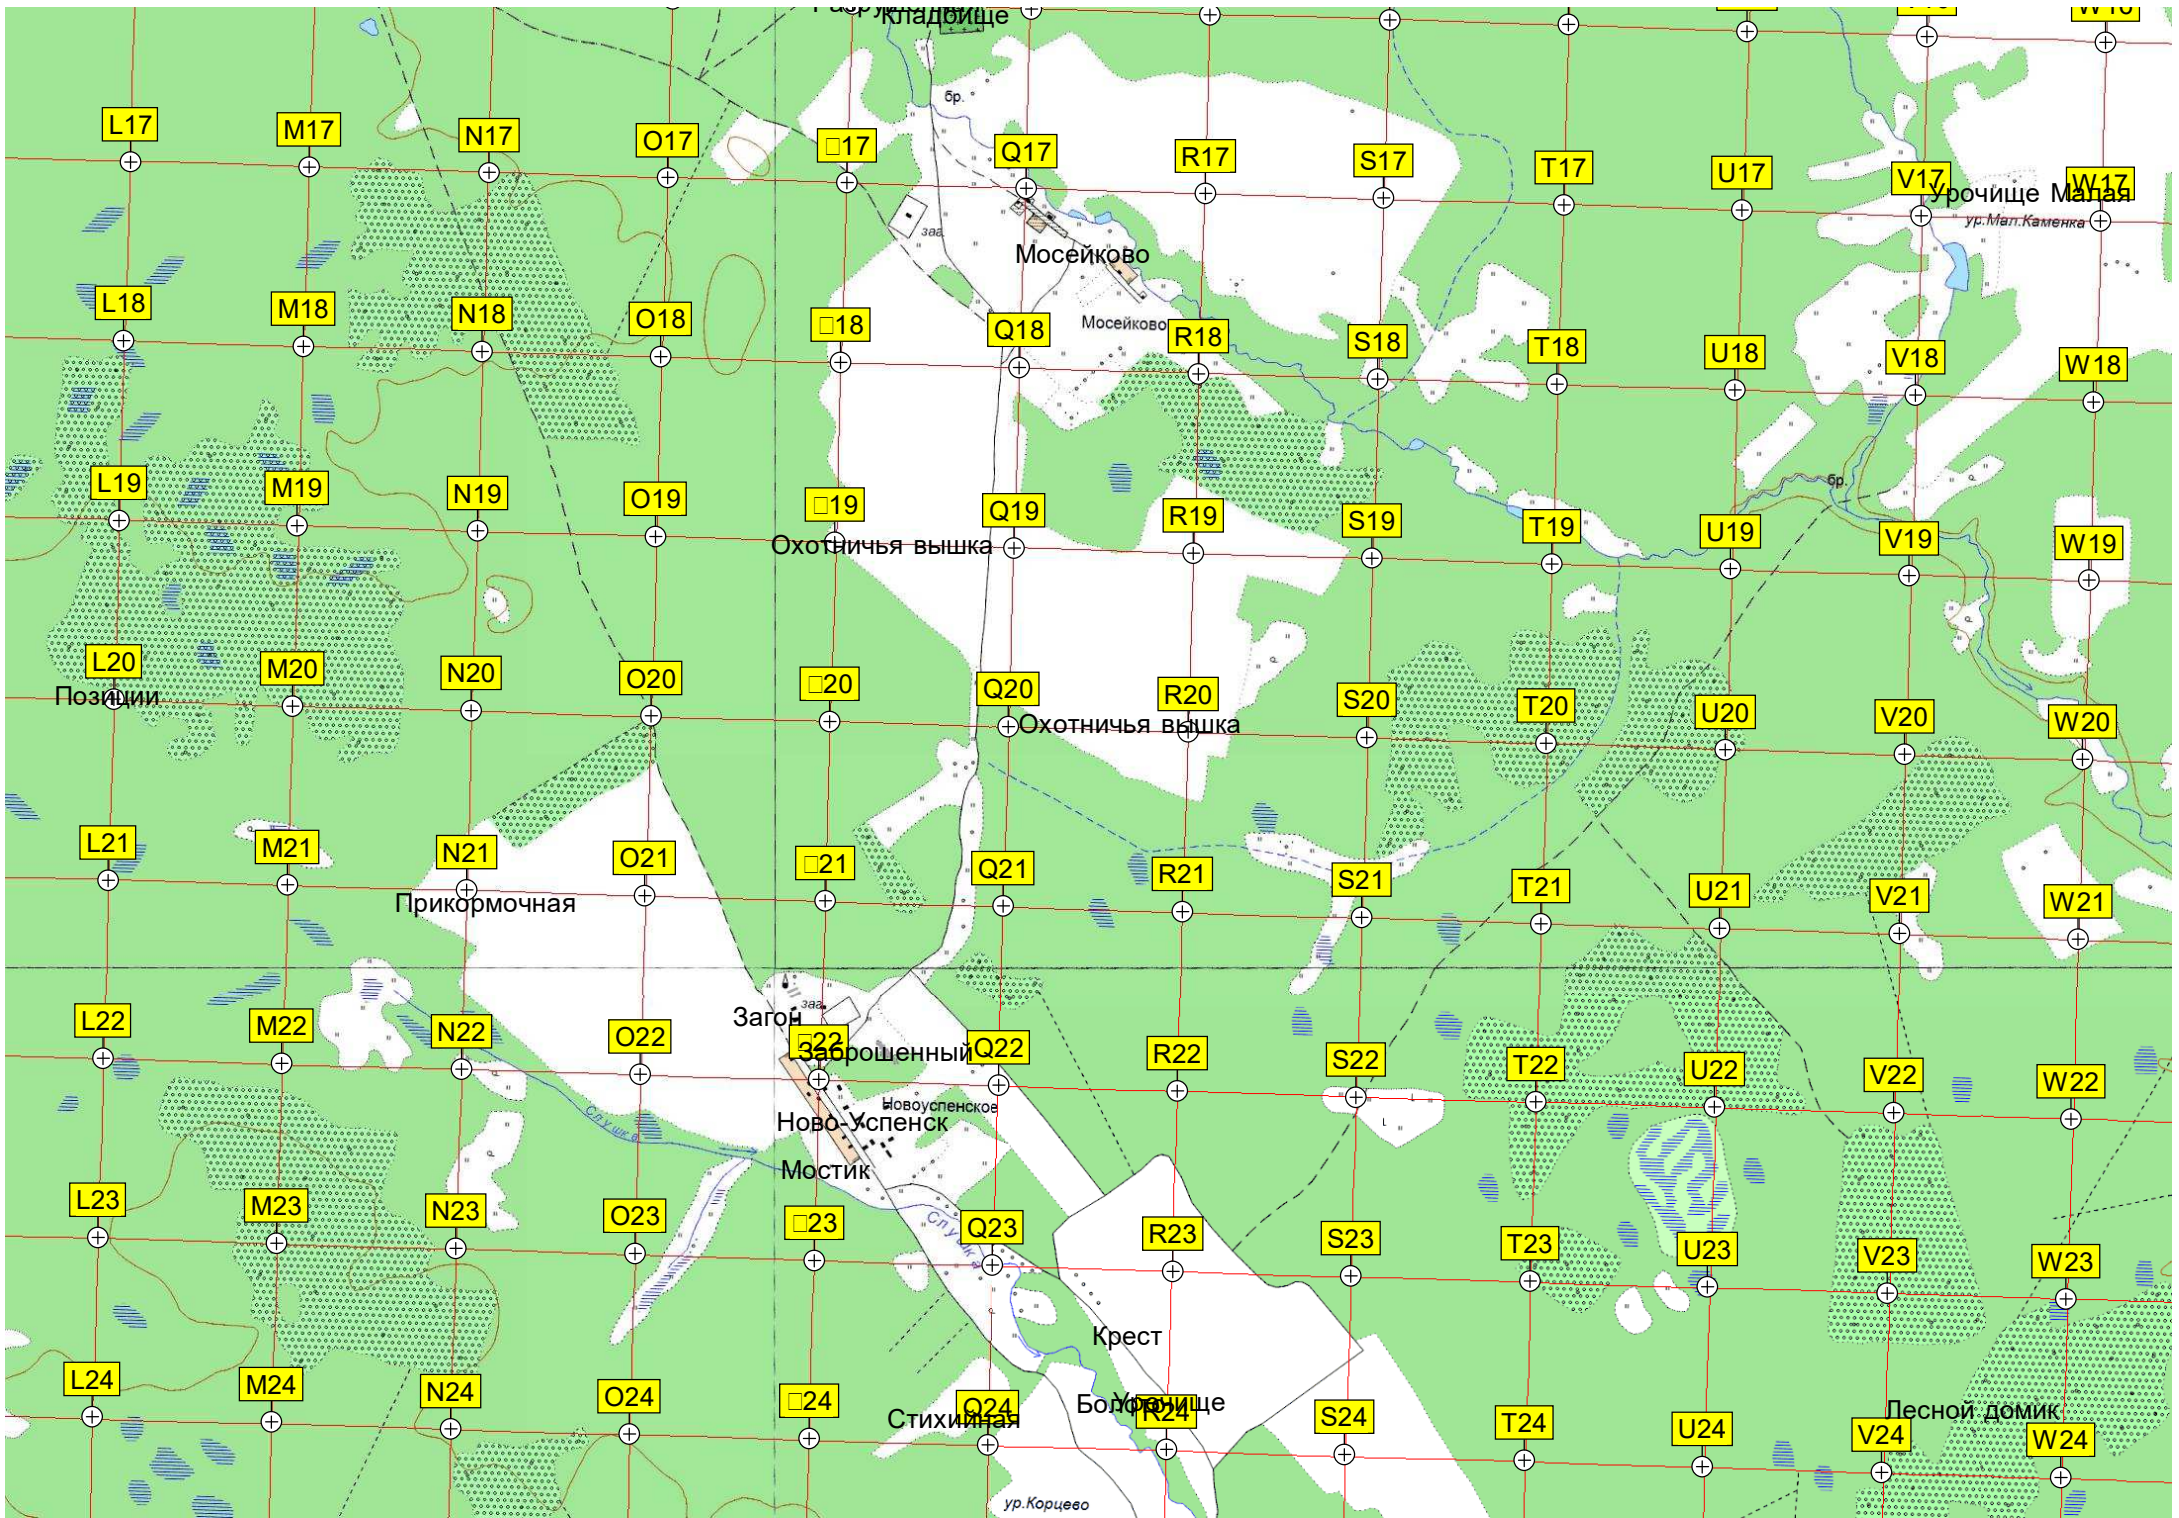 Кладбище
бр.
L17
M17
N17
O17
□17
Q17
R17
S17
T17
U17
V17
W17
Урочище Малая
ур.Мал.Каменка
заг.
Мосейково
Мосейково
L18
M18
N18
O18
□18
Q18
R18
S18
T18
U18
V18
W18
бр.
L19
M19
N19
O19
□19
Q19
R19
S19
T19
U19
V19
W19
Охотничья вышка
L20
M20
N20
O20
□20
Q20
R20
S20
T20
U20
V20
W20
Позиции
Охотничья вышка
L21
M21
N21
O21
□21
Q21
R21
S21
T21
U21
V21
W21
Прикормочная
заг.
Загон
L22
M22
N22
O22
□22
Q22
R22
S22
T22
U22
V22
W22
Заброшенный
Новоуспенское
Слушка
Ново-Успенск
Мостик
L23
M23
N23
O23
□23
Q23
R23
S23
T23
U23
V23
W23
Слушка
Крест
L24
M24
N24
O24
□24
Q24
R24
S24
T24
U24
V24
W24
Стихийная
Болото
Урочище
Лесной домик
ур.Корцево